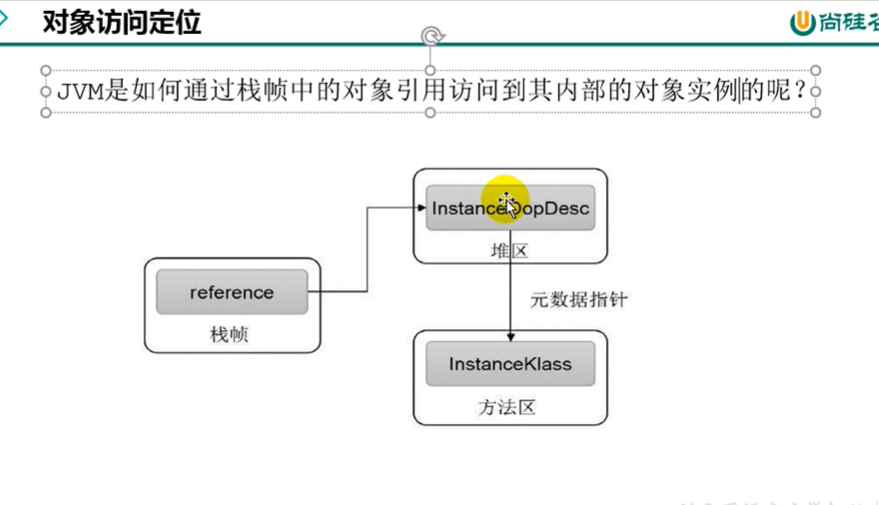 对象访问定位
尚硅谷
JVM是如何通过栈帧中的对象引用访问到其内部的对象实例的呢？
InstanceOopDesc
堆区
reference
栈帧
元数据指针
InstanceKlass
方法区